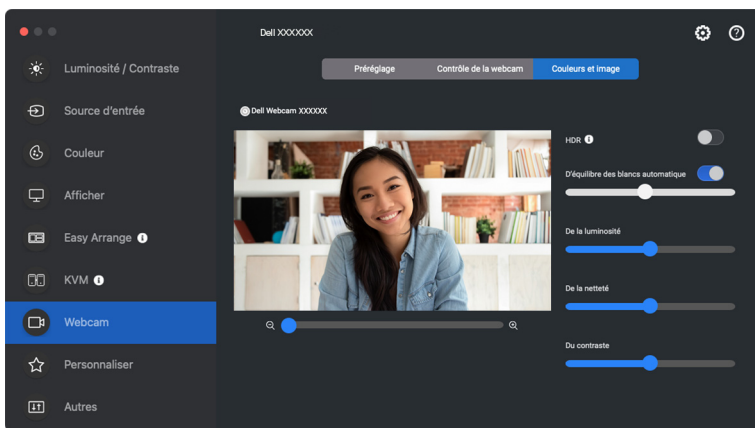 Dell XXXXXX
Luminosité / Contraste
Source d'entrée
Couleur
Afficher
Easy Arrange
KVM
Webcam
Personnaliser
Autres
Préréglage
Contrôle de la webcam
Couleurs et image
Dell Webcam XXXXXX
HDR
D'équilibre des blancs automatique
De la luminosité
De la netteté
Du contraste